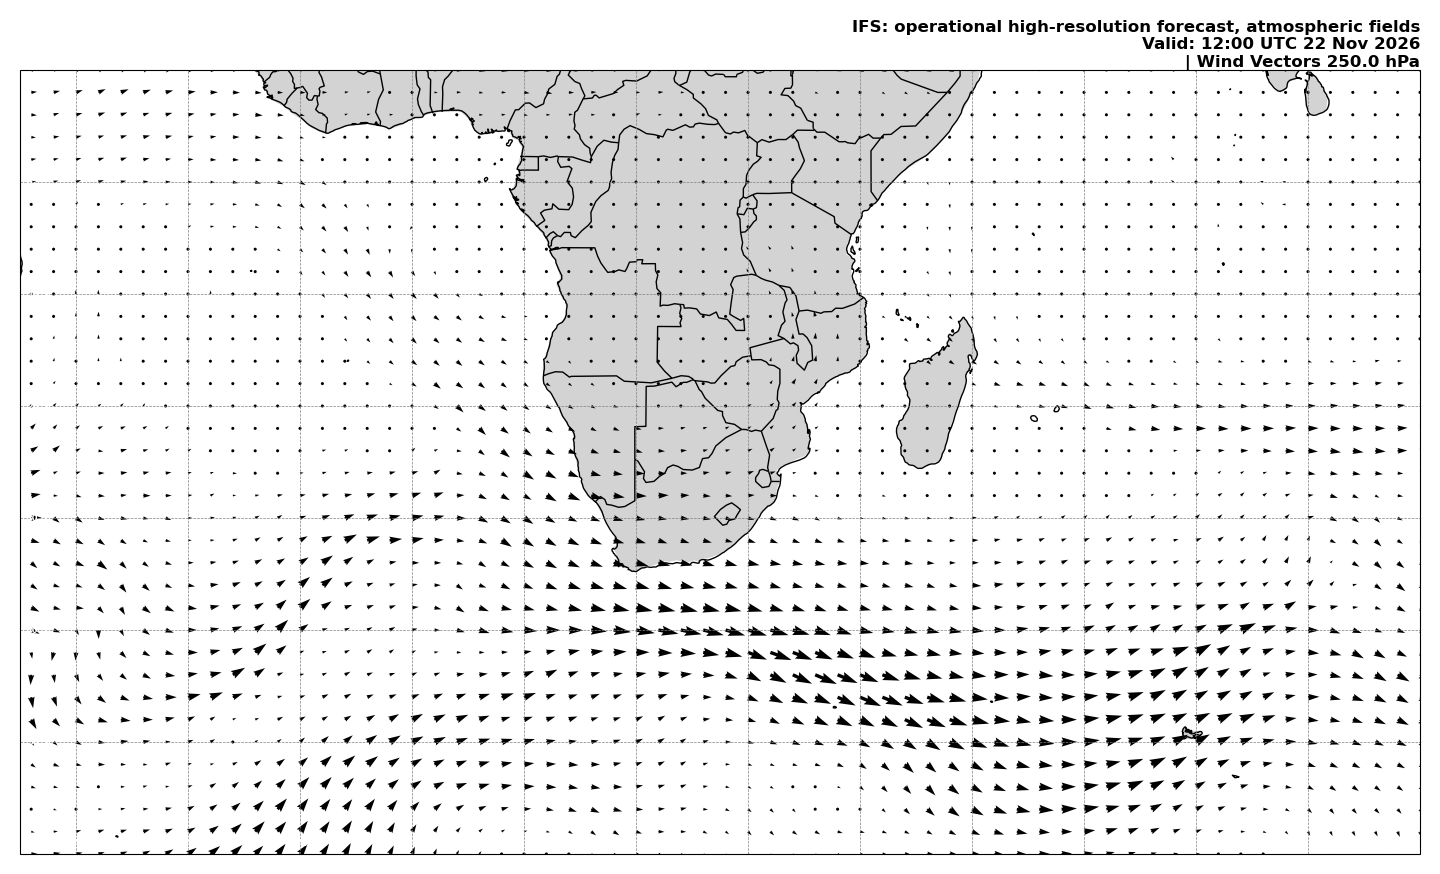 IFS: operational high-resolution forecast, atmospheric fields
Valid: 12:00 UTC 22 Nov 2026
| Wind Vectors 250.0 hPa